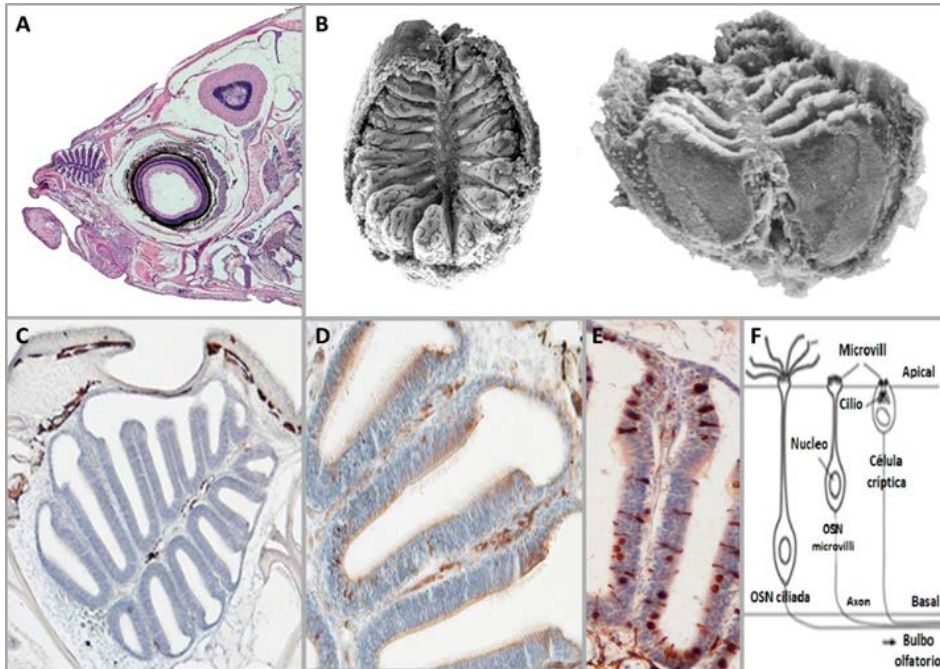 A
B
C
D
E
F
Microvill
Apical
Cilio
Nucleo
Célula
críptica
OSN
microvilli
OSN ciliada
Axon
Basal
Bulbo
olfatorio